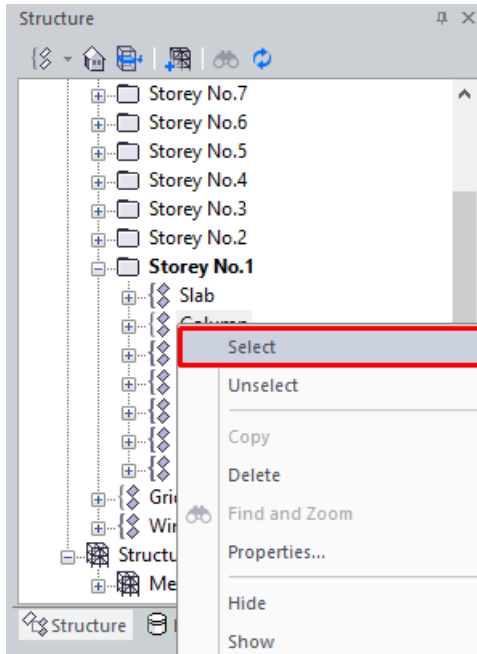 Structure
Storey No.7
Storey No.6
Storey No.5
Storey No.4
Storey No.3
Storey No.2
Storey No.1
Slab
Column
Select
Unselect
Copy
Delete
Find and Zoom
Properties...
Hide
Show
Structure